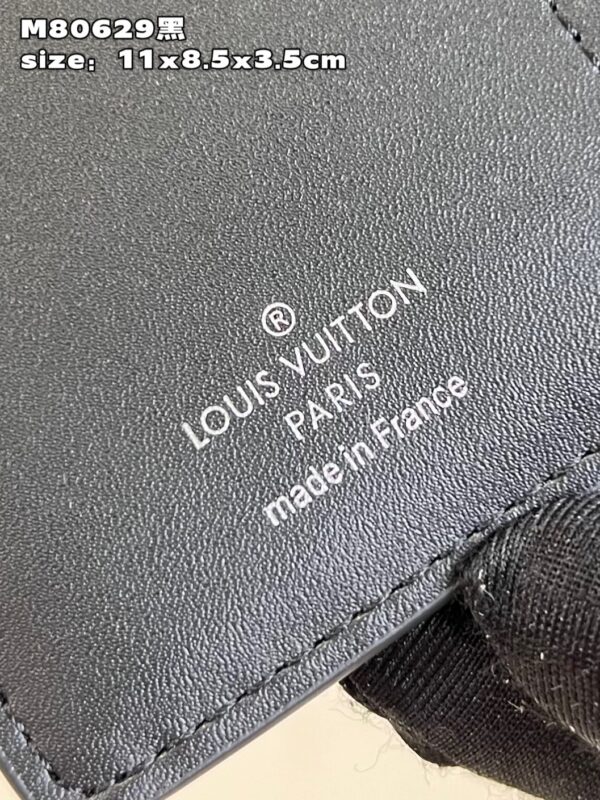 M80629黑
size：11x8.5x3.5cm
®
LOUIS VUITTON
PARIS
made in France